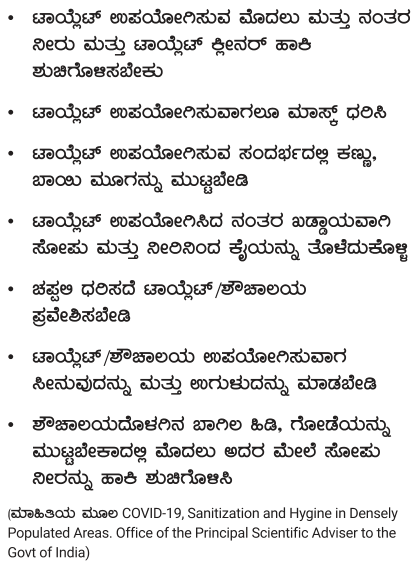 • ಟಾಯ್ಲೆಟ್ ಉಪಯೋಗಿಸುವ ಮೊದಲು ಮತ್ತು ನಂತರ
ನೀರು ಮತ್ತು ಟಾಯ್ಲೆಟ್ ಕ್ಲೀನರ್ ಹಾಕಿ
ಶುಚಿಗೊಳಿಸಬೇಕು
• ಟಾಯ್ಲೆಟ್ ಉಪಯೋಗಿಸುವಾಗಲೂ ಮಾಸ್ಕ್ ಧರಿಸಿ
• ಟಾಯ್ಲೆಟ್ ಉಪಯೋಗಿಸುವ ಸಂದರ್ಭದಲ್ಲಿ ಕಣ್ಣು,
ಬಾಯಿ ಮೂಗನ್ನು ಮುಟ್ಟಬೇಡಿ
• ಟಾಯ್ಲೆಟ್ ಉಪಯೋಗಿಸಿದ ನಂತರ ಖಡ್ಡಾಯವಾಗಿ
ಸೋಪು ಮತ್ತು ನೀರಿನಿಂದ ಕೈಯನ್ನು ತೊಳೆದುಕೊಳ್ಳಿ
• ಚಪ್ಪಲಿ ಧರಿಸದೆ ಟಾಯ್ಲೆಟ್/ಶೌಚಾಲಯ
ಪ್ರವೇಶಿಸಬೇಡಿ
• ಟಾಯ್ಲೆಟ್/ಶೌಚಾಲಯ ಉಪಯೋಗಿಸುವಾಗ
ಸೀನುವುದನ್ನು ಮತ್ತು ಉಗುಳುದನ್ನು ಮಾಡಬೇಡಿ
• ಶೌಚಾಲಯದೊಳಗಿನ ಬಾಗಿಲ ಹಿಡಿ, ಗೋಡೆಯನ್ನು
ಮುಟ್ಟಬೇಕಾದಲ್ಲಿ ಮೊದಲು ಅದರ ಮೇಲೆ ಸೋಪು
ನೀರನ್ನು ಹಾಕಿ ಶುಚಿಗೊಳಿಸಿ
(ಮಾಹಿತಿಯ ಮೂಲ COVID-19, Sanitization and Hygine in Densely
Populated Areas. Office of the Principal Scientific Adviser to the
Govt of India)